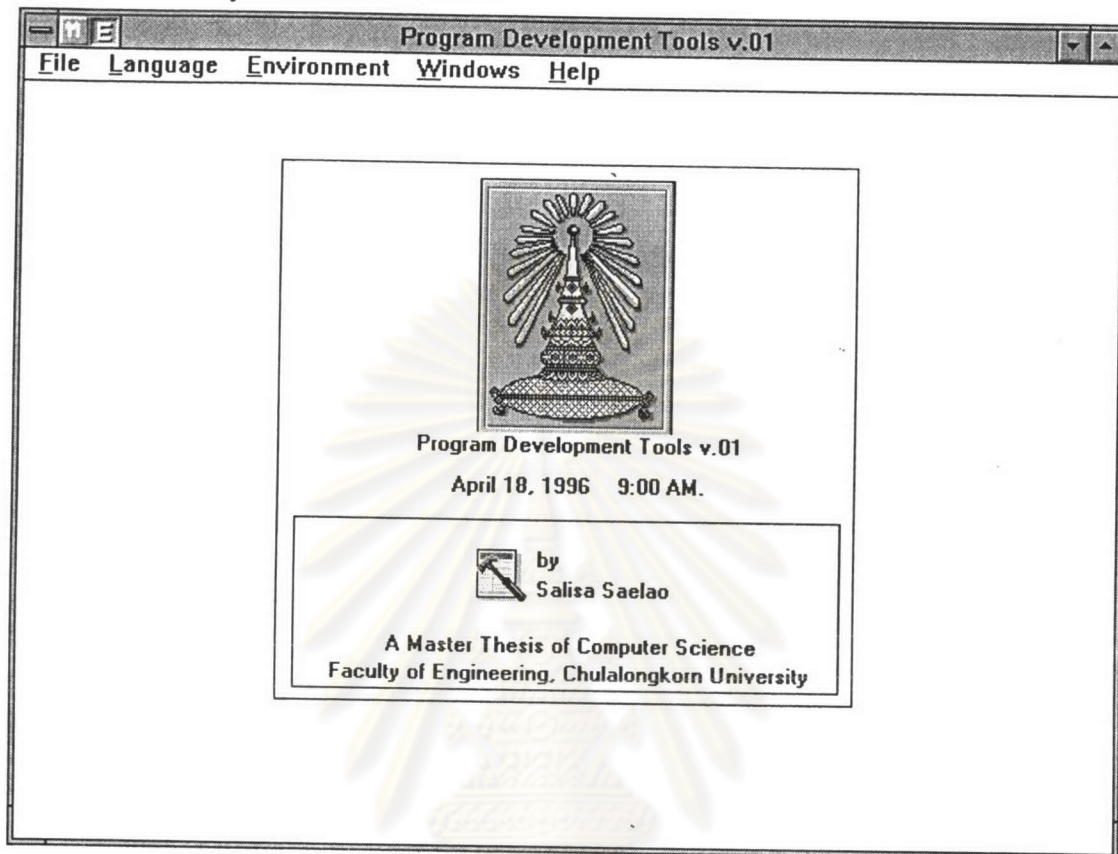 Program Development Tools v.01
File Language Environment Windows Help
Program Development Tools v.01
April 18, 1996 9:00 AM.
by
Salisa Saelao
A Master Thesis of Computer Science
Faculty of Engineering, Chulalongkorn University